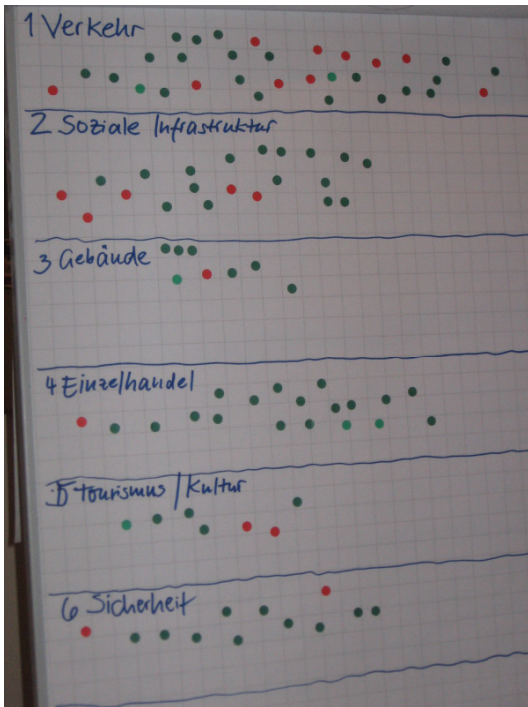 1 Verkehr
2 Soziale Infrastruktur
3 Gebäude
4 Einzelhandel
5 Tourismus / Kultur
6 Sicherheit